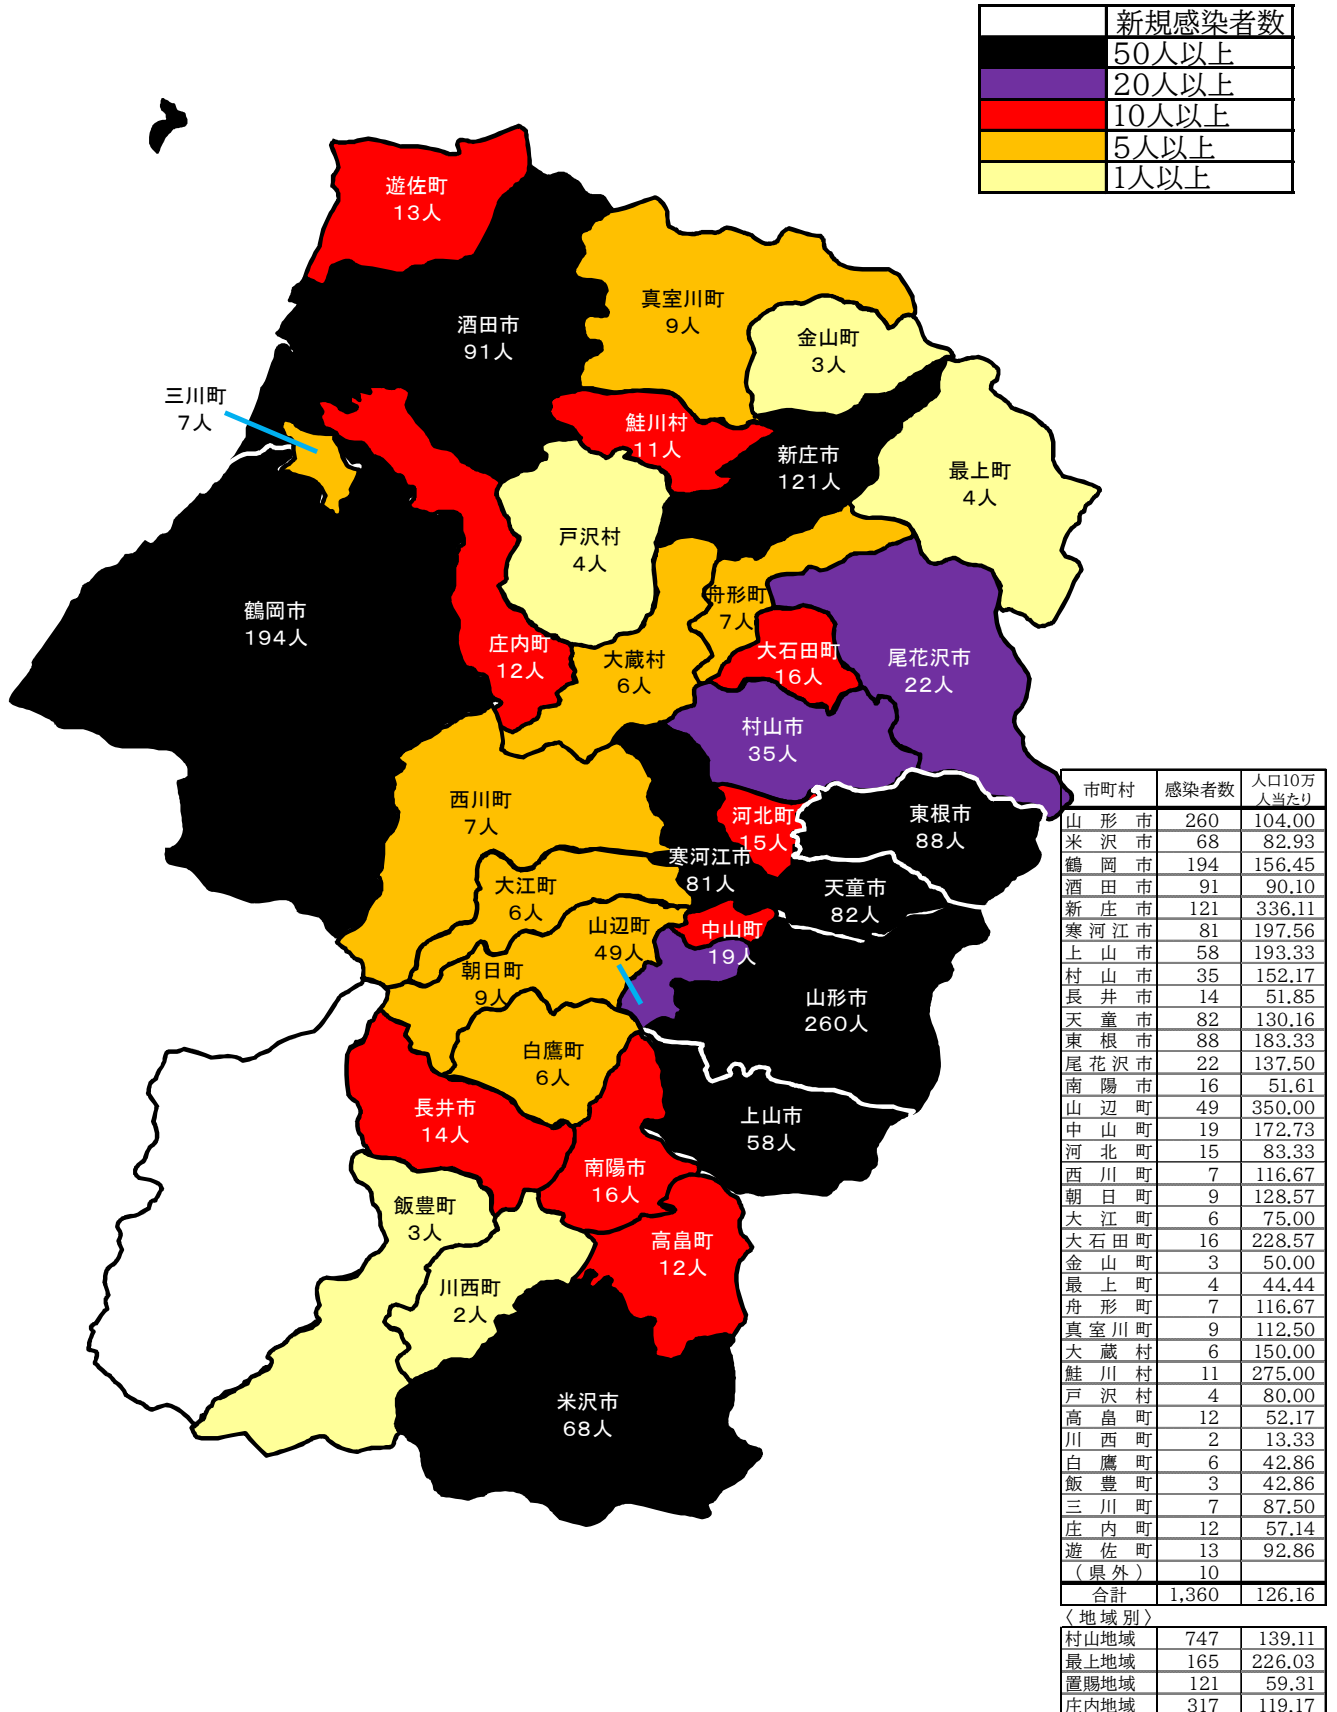 新規感染者数
50人以上
20人以上
10人以上
5人以上
1人以上
遊佐町
13人
酒田市
91人
真室川町
9人
金山町
3人
三川町
7人
鮭川村
11人
新庄市
121人
最上町
4人
戸沢村
4人
鶴岡市
194人
舟形町
7人
庄内町
12人
大蔵村
6人
大石田町
16人
尾花沢市
22人
村山市
35人
西川町
7人
河北町
15人
東根市
88人
寒河江市
81人
大江町
6人
天童市
82人
山辺町
49人
中山町
19人
朝日町
9人
山形市
260人
白鷹町
6人
長井市
14人
上山市
58人
南陽市
16人
飯豊町
3人
高畠町
12人
川西町
2人
米沢市
68人
市町村 感染者数 人口10万人当たり
山形市 260 104.00
米沢市 68 82.93
鶴岡市 194 156.45
酒田市 91 90.10
新庄市 121 336.11
寒河江市 81 197.56
上山市 58 193.33
村山市 35 152.17
長井市 14 51.85
天童市 82 130.16
東根市 88 183.33
尾花沢市 22 137.50
南陽市 16 51.61
山辺町 49 350.00
中山町 19 172.73
河北町 15 83.33
西川町 7 116.67
朝日町 9 128.57
大江町 6 75.00
大石田町 16 228.57
金山町 3 50.00
最上町 4 44.44
舟形町 7 116.67
真室川町 9 112.50
大蔵村 6 150.00
鮭川村 11 275.00
戸沢村 4 80.00
高畠町 12 52.17
川西町 2 13.33
白鷹町 6 42.86
飯豊町 3 42.86
三川町 7 87.50
庄内町 12 57.14
遊佐町 13 92.86
（県外） 10
合計 1,360 126.16
〈地域別〉
村山地域 747 139.11
最上地域 165 226.03
置賜地域 121 59.31
庄内地域 317 119.17